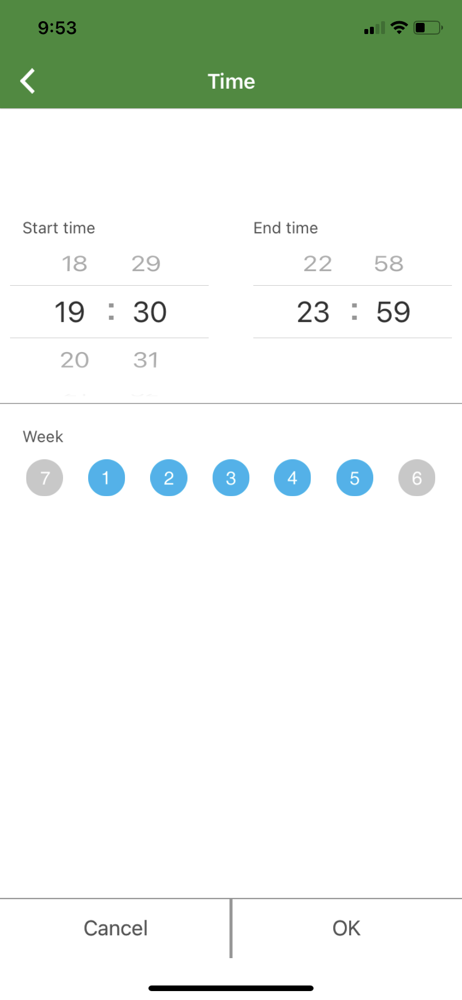 9:53
Time
Start time End time
18 29 22 58
19 : 30 23 : 59
20 31
Week
7 1 2 3 4 5 6
Cancel OK